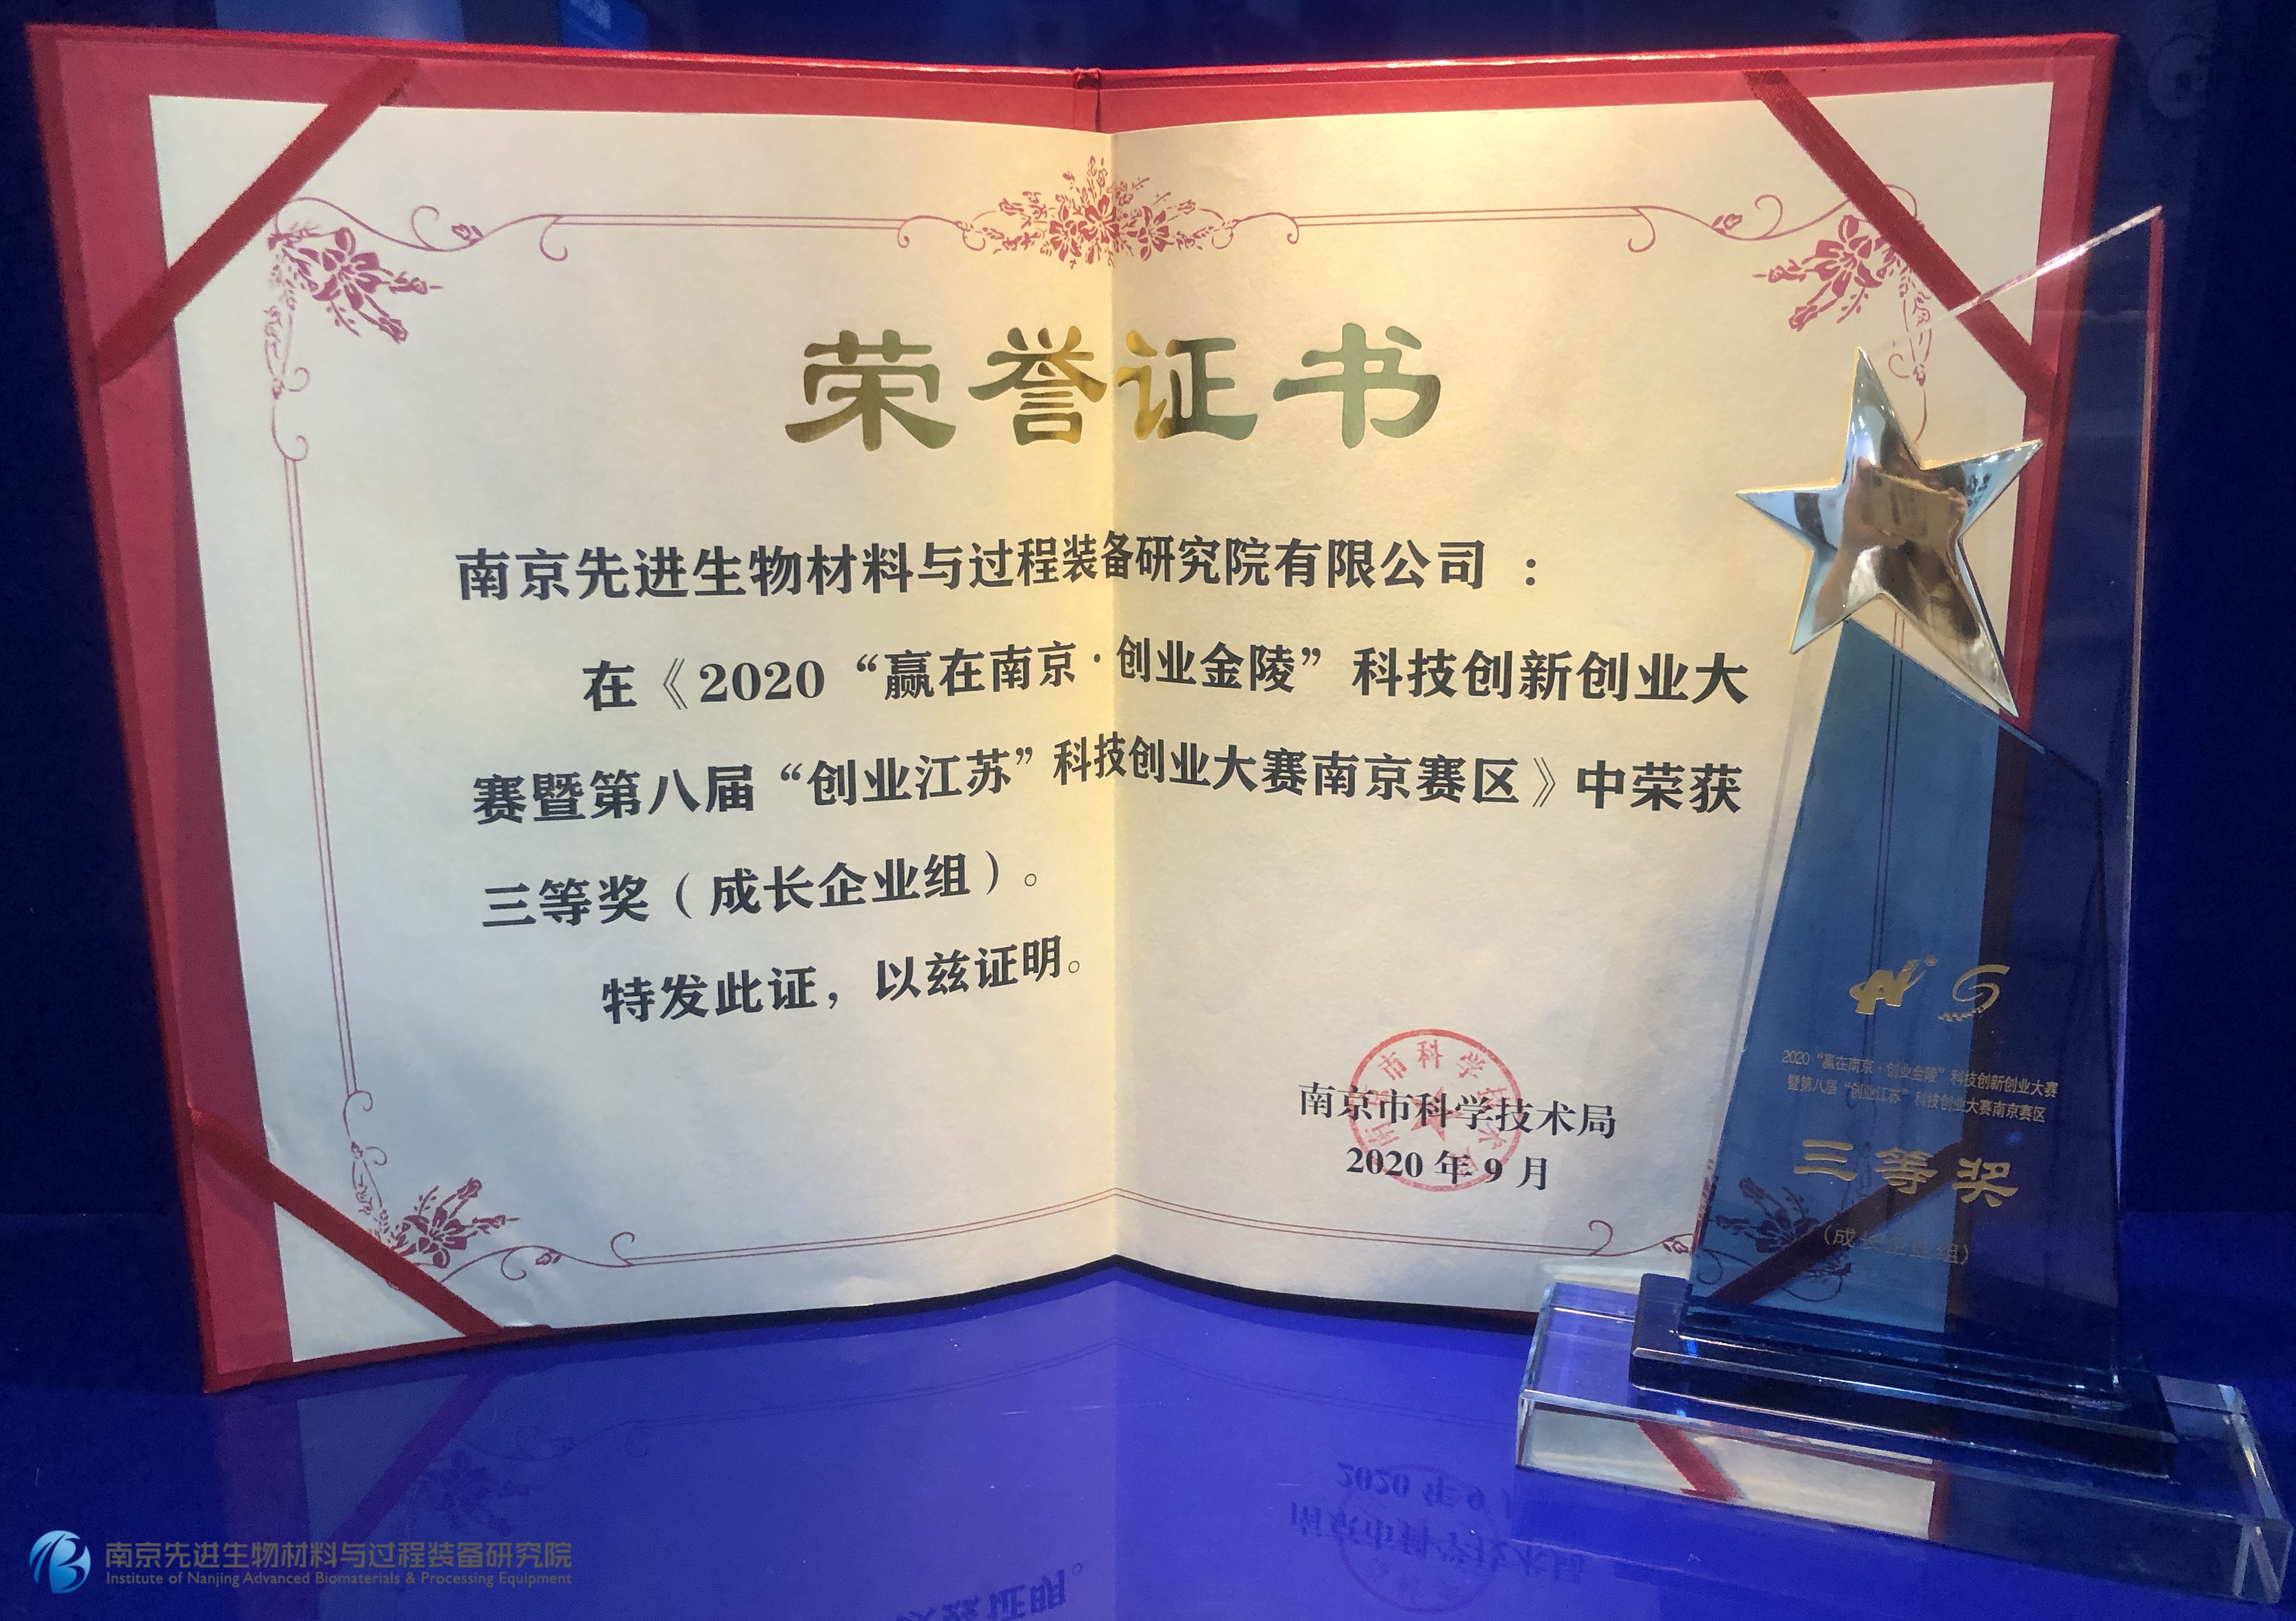 荣誉证书
南京先进生物材料与过程装备研究院有限公司：
在《2020“赢在南京·创业金陵”科技创新创业大
赛暨第八届“创业江苏”科技创业大赛南京赛区》中荣获
三等奖（成长企业组）。
特发此证，以兹证明。
南京市科学技术局
2020年9月
2020“赢在南京·创业金陵”科技创新创业大赛
暨第八届“创业江苏”科技创业大赛南京赛区
三等奖
（成长企业组）
南京先进生物材料与过程装备研究院
Institute of Nanjing Advanced Biomaterials & Processing Equipment